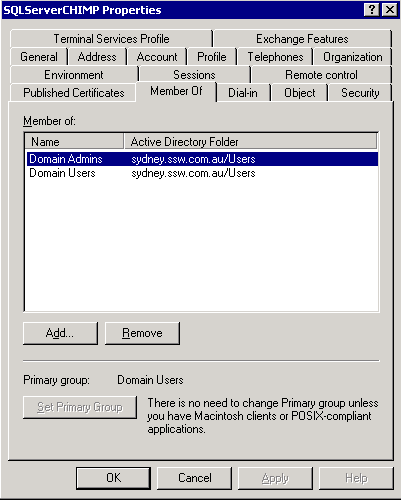 SQLServerCHIMP Properties
Terminal Services Profile Exchange Features
General Address Account Profile Telephones Organization
Environment Sessions Remote control
Published Certificates Member Of Dial-in Object Security
Member of:
Name Active Directory Folder
Domain Admins sydney.ssw.com.au/Users
Domain Users sydney.ssw.com.au/Users
Add... Remove
Primary group: Domain Users
Set Primary Group
There is no need to change Primary group unless
you have Macintosh clients or POSIX-compliant
applications.
OK Cancel Apply Help